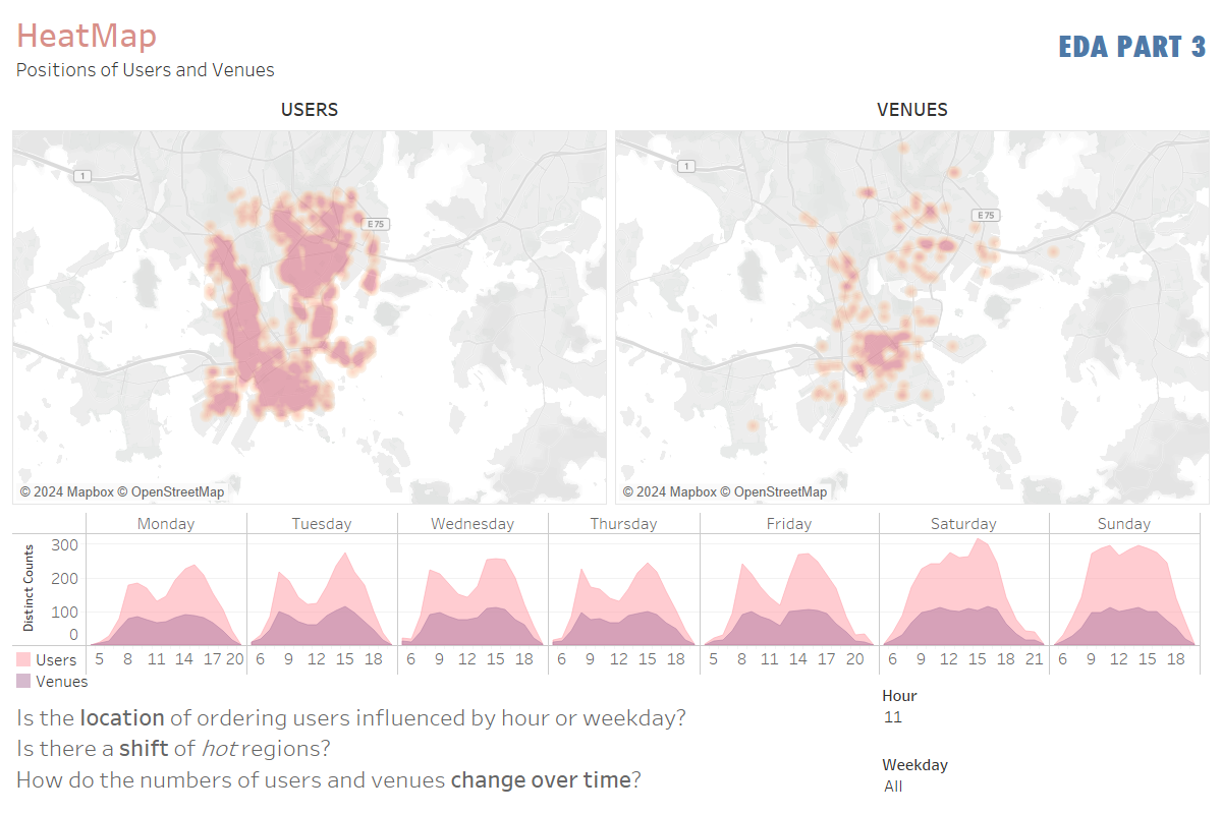 HeatMap
EDA PART 3
Positions of Users and Venues
USERS
VENUES
1
E 75
© 2024 Mapbox © OpenStreetMap
1
E 75
© 2024 Mapbox © OpenStreetMap
Monday Tuesday Wednesday Thursday Friday Saturday Sunday
Distinct Counts
300
200
100
0
5 8 11 14 17 20 6 9 12 15 18 6 9 12 15 18 6 9 12 15 18 5 8 11 14 17 20 6 9 12 15 18 21 6 9 12 15 18
Users
Venues
Is the location of ordering users influenced by hour or weekday?
Is there a shift of hot regions?
How do the numbers of users and venues change over time?
Hour
11
Weekday
All